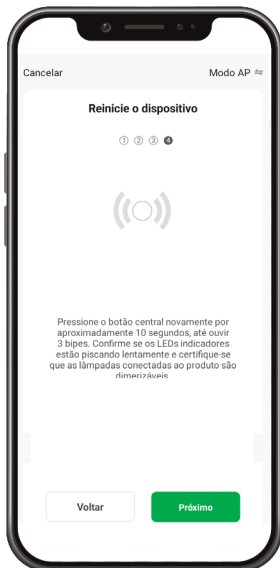 Cancelar
Modo AP
Reinicie o dispositivo
1 2 3 4
Pressione o botão central novamente por
aproximadamente 10 segundos, até ouvir
3 bipes. Confirme se os LEDs indicadores
estão piscando lentamente e certifique-se
que as lâmpadas conectadas ao produto são
dimerizáveis
Voltar
Próximo